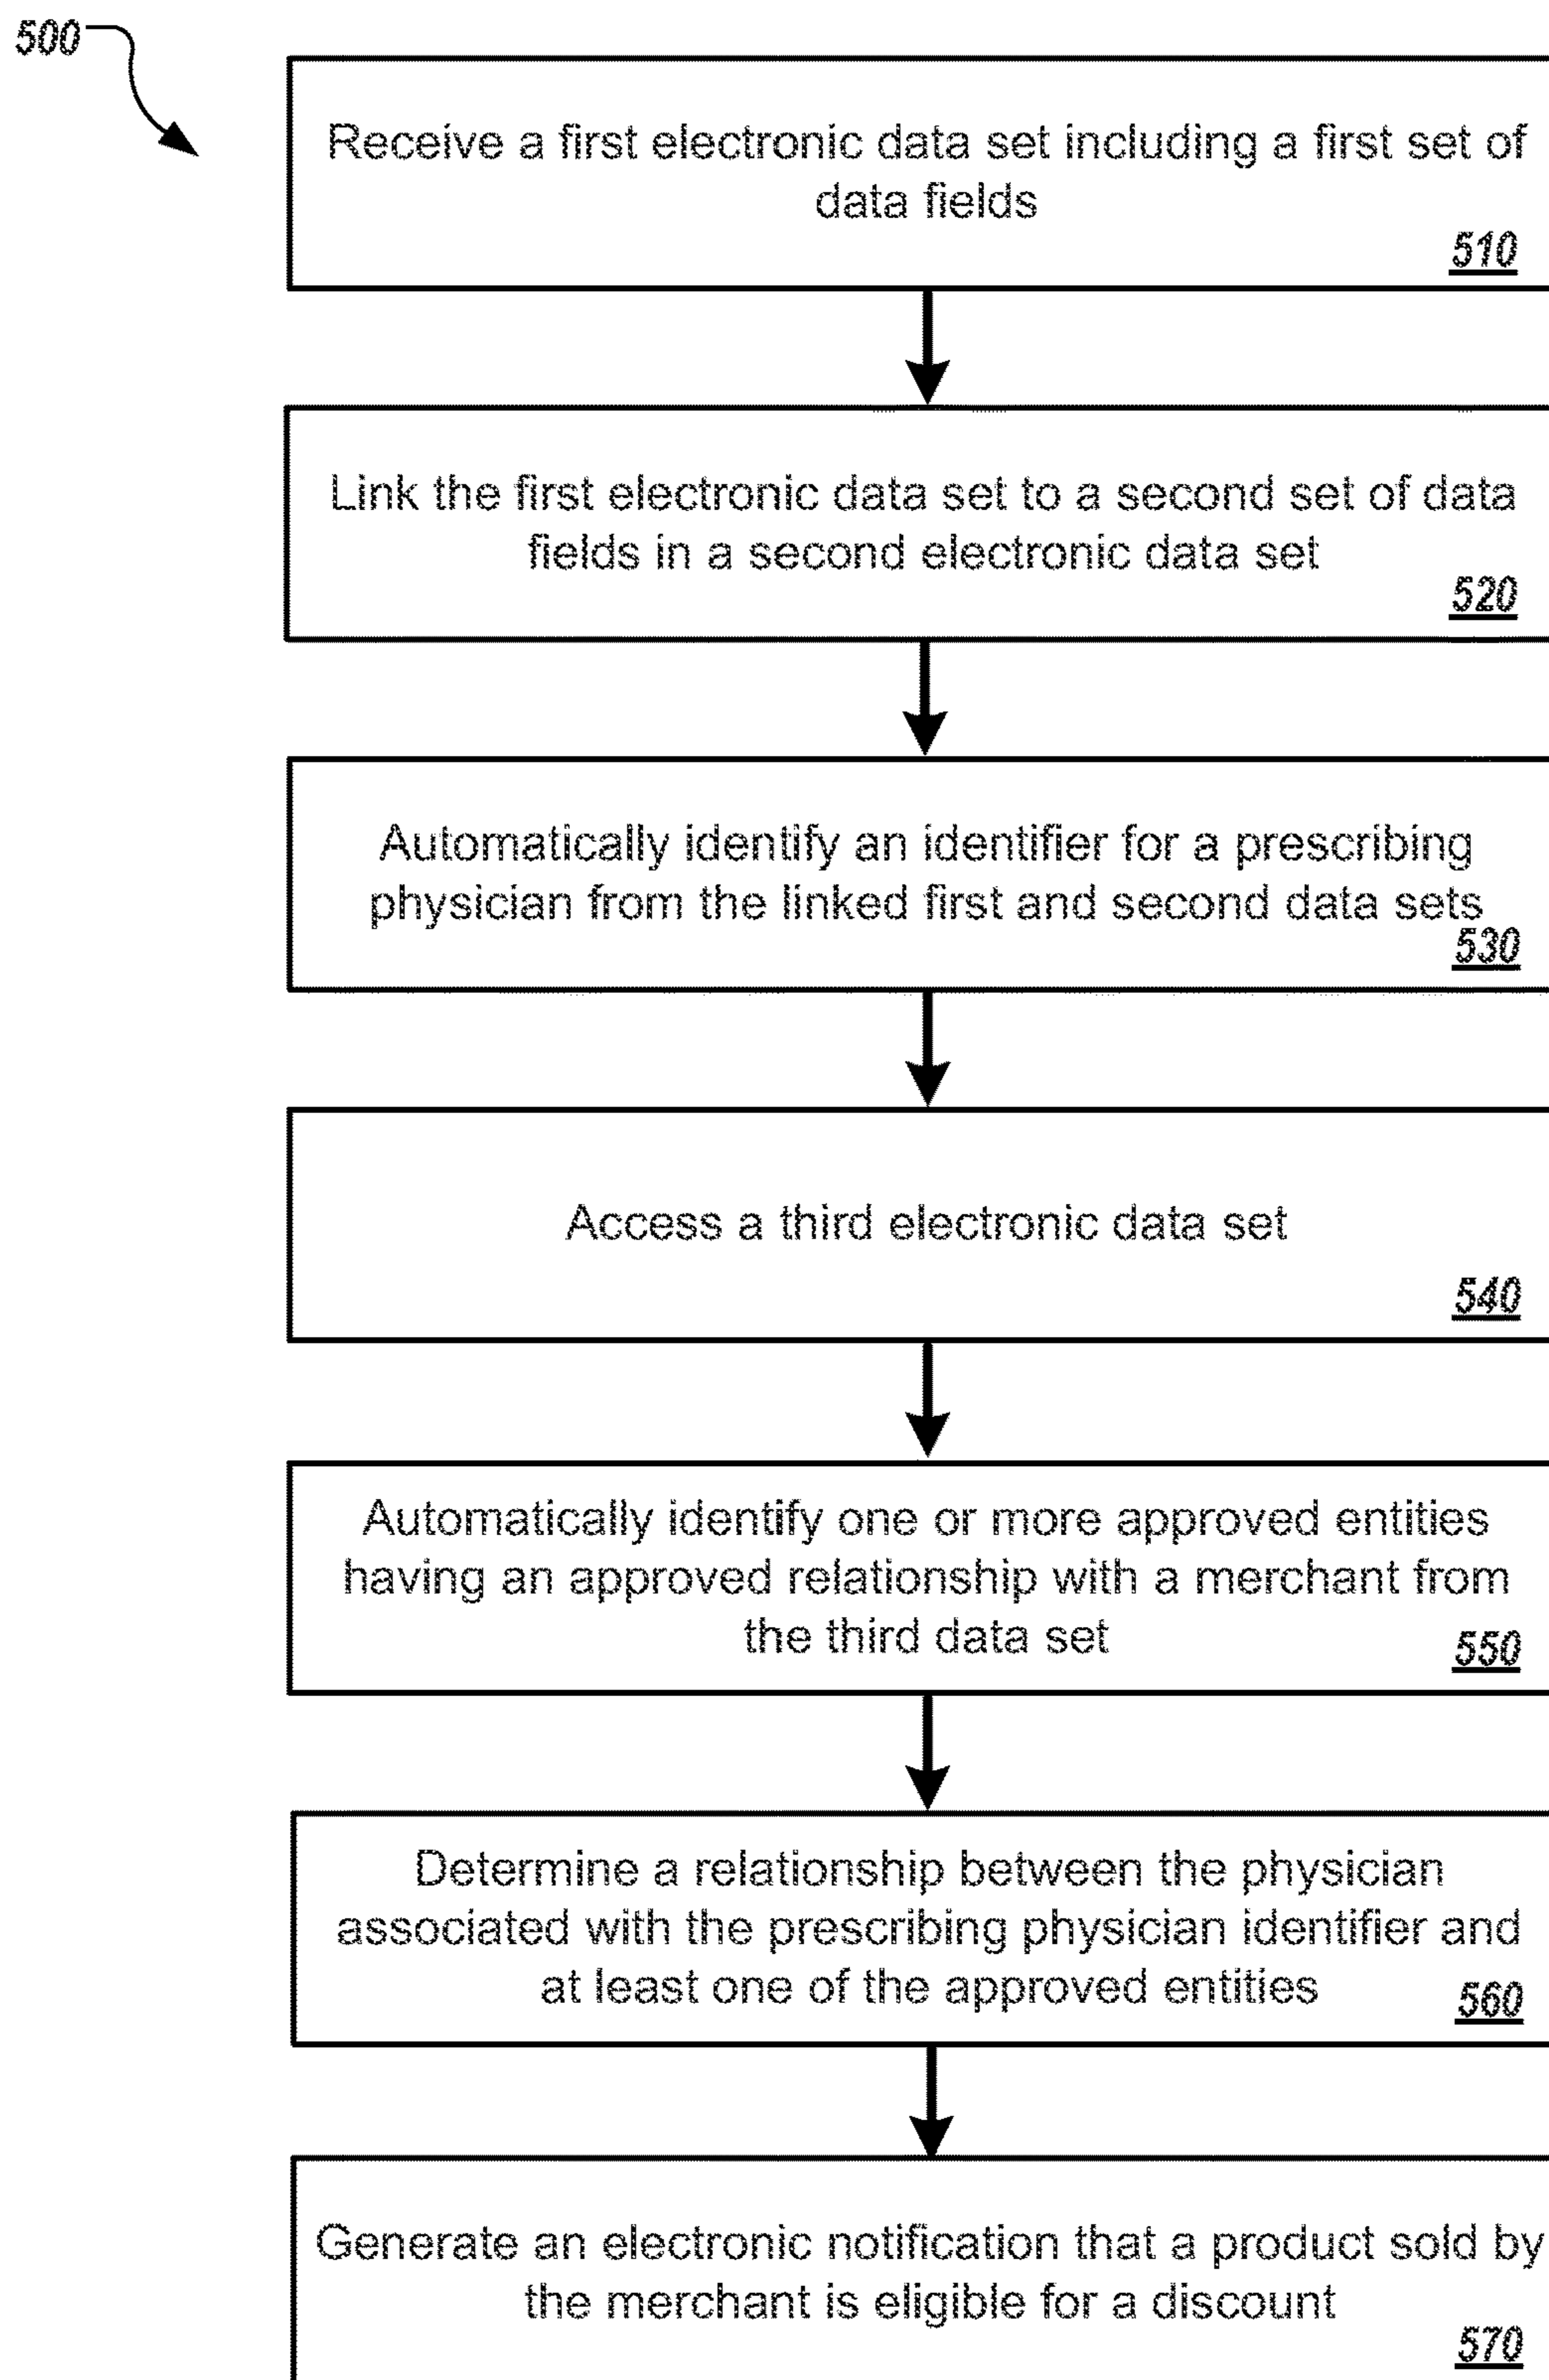 500
Receive a first electronic data set including a first set of
data fields
510
Link the first electronic data set to a second set of data
fields in a second electronic data set
520
Automatically identify an identifier for a prescribing
physician from the linked first and second data sets
530
Access a third electronic data set
540
Automatically identify one or more approved entities
having an approved relationship with a merchant from
the third data set
550
Determine a relationship between the physician
associated with the prescribing physician identifier and
at least one of the approved entities
560
Generate an electronic notification that a product sold by
the merchant is eligible for a discount
570